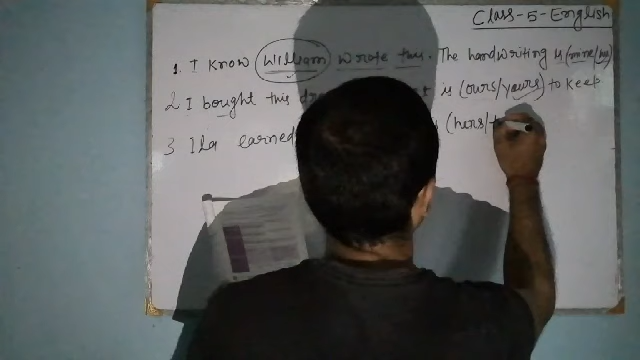 Class-5-English
1. I know William wrote this. The handwriting is (mine/his)
2 I bought this is (ours/yours) to keep
3 Ila earned (hers/